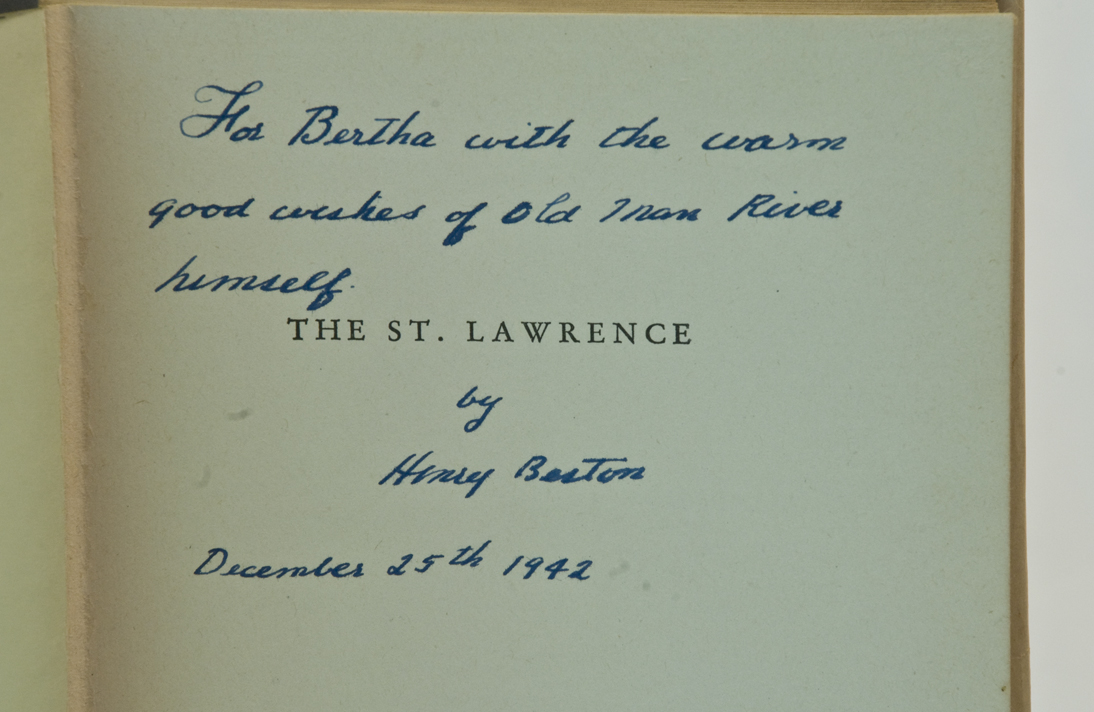 For Bertha with the warm
good wishes of Old Man River
himself.
THE ST. LAWRENCE
by
Henry Beston
December 25th 1942